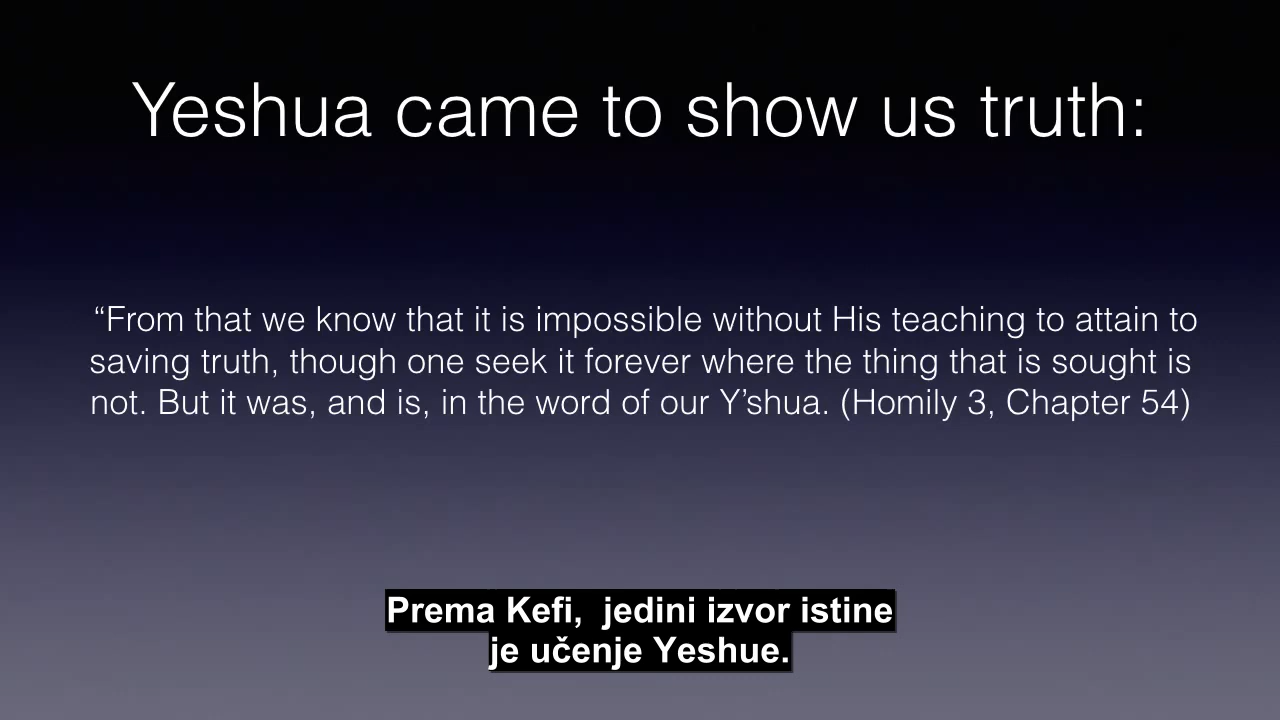 Yeshua came to show us truth:
“From that we know that it is impossible without His teaching to attain to
saving truth, though one seek it forever where the thing that is sought is
not. But it was, and is, in the word of our Y’shua. (Homily 3, Chapter 54)
Prema Kefi,  jedini izvor istine
je učenje Yeshue.